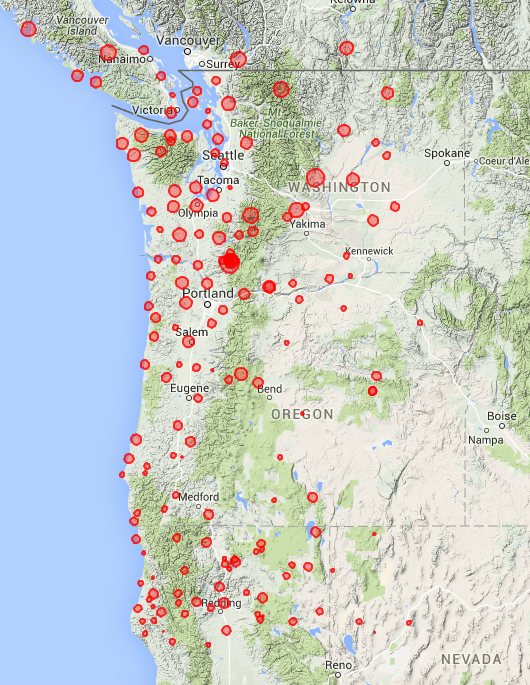 Kelowna
Vancouver
Island
Vancouver
Nanaimo
Surrey
Victoria
Mt.
Baker-Snoqualmie
National Forest
Seattle
Spokane
Coeur d'Ale
Tacoma
WASHINGTON
Olympia
Yakima
Kennewick
Portland
Salem
Eugene
Bend
OREGON
Boise
Nampa
Medford
Redding
Reno
NEVADA